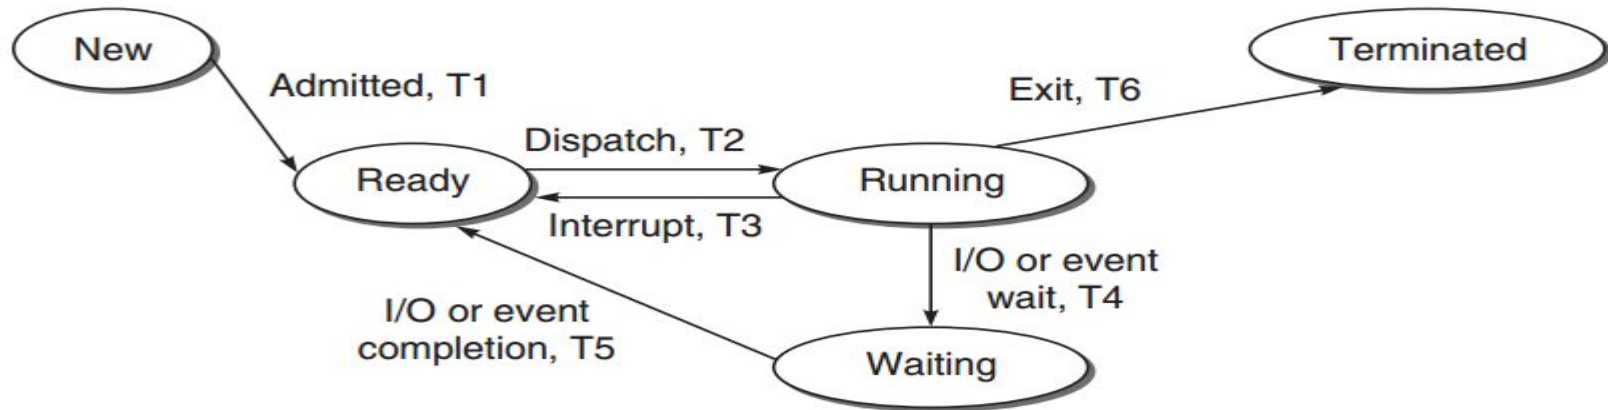 New
Terminated
Admitted, T1
Exit, T6
Dispatch, T2
Ready
Running
Interrupt, T3
I/O or event
wait, T4
I/O or event
completion, T5
Waiting